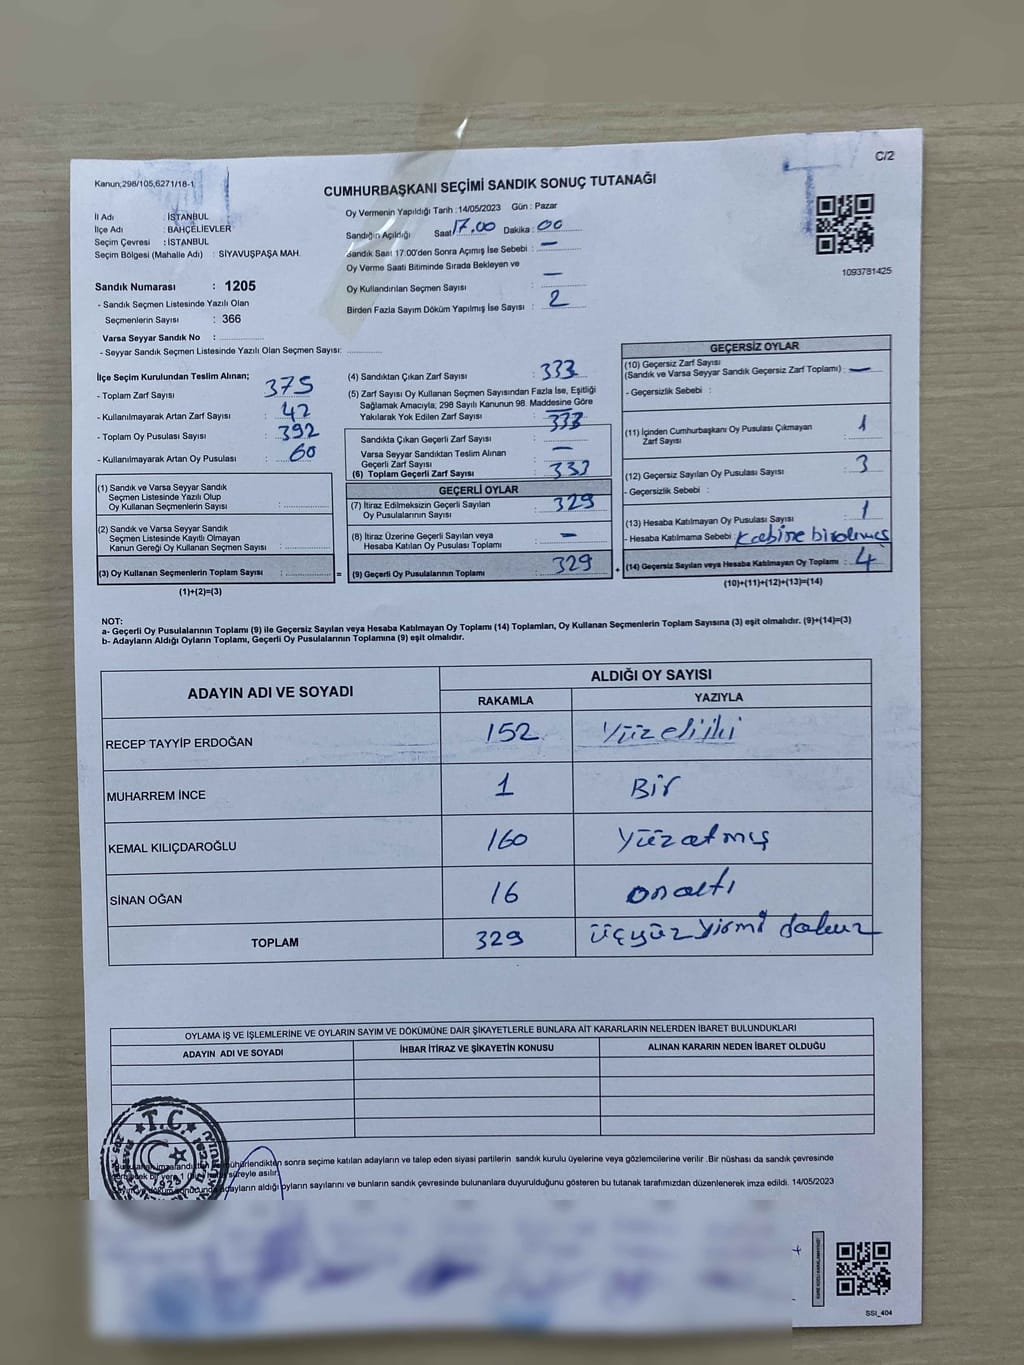 C/2
Kanun;298/105,6271/18-1
CUMHURBAŞKANI SEÇİMİ SANDIK SONUÇ TUTANAĞI
İl Adı : İSTANBUL
İlçe Adı : BAHÇELİEVLER
Seçim Çevresi : İSTANBUL
Seçim Bölgesi (Mahalle Adı) : SİYAVUŞPAŞA MAH.
Sandık Numarası : 1205
- Sandık Seçmen Listesinde Yazılı Olan
Seçmenlerin Sayısı : 366
Varsa Seyyar Sandık No :
- Seyyar Sandık Seçmen Listesinde Yazılı Olan Seçmen Sayısı:
Oy Vermenin Yapıldığı Tarih :14/05/2023 Gün : Pazar
Sandığın Açıldığı Saat 17.00 Dakika : 00
Sandık Saat 17:00'den Sonra Açımış İse Sebebi : —
Oy Verme Saati Bitiminde Sırada Bekleyen ve
Oy Kullandırılan Seçmen Sayısı : —
Birden Fazla Sayım Döküm Yapılmış İse Sayısı : 2
1093781425
İlçe Seçim Kurulundan Teslim Alınan;
- Toplam Zarf Sayısı : 375
- Kullanılmayarak Artan Zarf Sayısı : 42
- Toplam Oy Pusulası Sayısı : 392
- Kullanılmayarak Artan Oy Pusulası : 60
(1) Sandık ve Varsa Seyyar Sandık
Seçmen Listesinde Yazılı Olup
Oy Kullanan Seçmenlerin Sayısı :
(2) Sandık ve Varsa Seyyar Sandık
Seçmen Listesinde Kayıtlı Olmayan
Kanun Gereği Oy Kullanan Seçmen Sayısı :
(3) Oy Kullanan Seçmenlerin Toplam Sayısı : =
(1)+(2)=(3)
(4) Sandıktan Çıkan Zarf Sayısı : 333
(5) Zarf Sayısı Oy Kullanan Seçmen Sayısından Fazla İse, Eşitliği
Sağlamak Amacıyla, 298 Sayılı Kanunun 98. Maddesine Göre
Yakılarak Yok Edilen Zarf Sayısı : —
Sandıkta Çıkan Geçerli Zarf Sayısı : 333
Varsa Seyyar Sandıktan Teslim Alınan
Geçerli Zarf Sayısı : —
(6) Toplam Geçerli Zarf Sayısı : 333
GEÇERLİ OYLAR
(7) İtiraz Edilmeksizin Geçerli Sayılan
Oy Pusulalarının Sayısı : 329
(8) İtiraz Üzerine Geçerli Sayılan veya
Hesaba Katılan Oy Pusulası Toplamı : —
(9) Geçerli Oy Pusulalarının Toplamı : 329 +
GEÇERSİZ OYLAR
(10) Geçersiz Zarf Sayısı
(Sandık ve Varsa Seyyar Sandık Geçersiz Zarf Toplamı) : —
- Geçersizlik Sebebi :
(11) İçinden Cumhurbaşkanı Oy Pusulası Çıkmayan
Zarf Sayısı : 1
(12) Geçersiz Sayılan Oy Pusulası Sayısı : 3
- Geçersizlik Sebebi :
(13) Hesaba Katılmayan Oy Pusulası Sayısı : 1
- Hesaba Katılmama Sebebi :
(14) Geçersiz Sayılan veya Hesaba Katılmayan Oy Toplamı : 4
(10)+(11)+(12)+(13)=(14)
NOT:
a- Geçerli Oy Pusulalarının Toplamı (9) ile Geçersiz Sayılan veya Hesaba Katılmayan Oy Toplamı (14) Toplamları, Oy Kullanan Seçmenlerin Toplam Sayısına (3) eşit olmalıdır. (9)+(14)=(3)
b- Adayların Aldığı Oyların Toplamı, Geçerli Oy Pusulalarının Toplamına (9) eşit olmalıdır.
ADAYIN ADI VE SOYADI ALDIĞI OY SAYISI
RAKAMLA YAZIYLA
RECEP TAYYİP ERDOĞAN 152 Yüzelliiki
MUHARREM İNCE 1 Bir
KEMAL KILIÇDAROĞLU 160 Yüzatmış
SİNAN OĞAN 16 onaltı
TOPLAM 329 üçyüz yirmi dokuz
OYLAMA İŞ VE İŞLEMLERİNE VE OYLARIN SAYIM VE DÖKÜMÜNE DAİR ŞİKAYETLERLE BUNLARA AİT KARARLARIN NELERDEN İBARET BULUNDUKLARI
ADAYIN ADI VE SOYADI İHBAR İTİRAZ VE ŞİKAYETİN KONUSU ALINAN KARARIN NEDEN İBARET OLDUĞU
T.C.
sonra seçime katılan adayların ve talep eden siyasi partilerin sandık kurulu üyelerine veya gözlemcilerine verilir .Bir nüshası da sandık çevresinde
süreyle asılır.
adayların aldığı oyların sayılarını ve bunların sandık çevresinde bulunanlara duyurulduğunu gösteren bu tutanak tarafımızdan düzenlenerek imza edildi. 14/05/2023
SSI_404